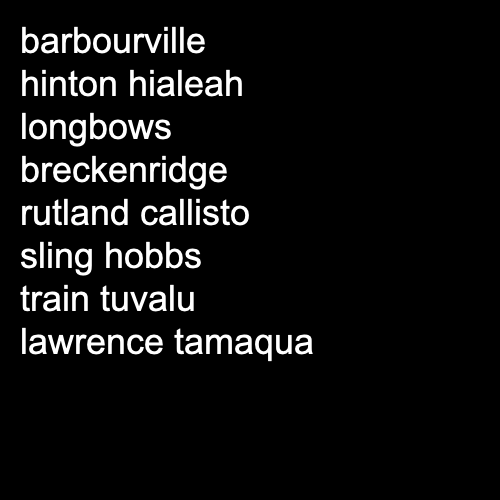 barbourville
hinton hialeah
longbows
breckenridge
rutland callisto
sling hobbs
train tuvalu
lawrence tamaqua